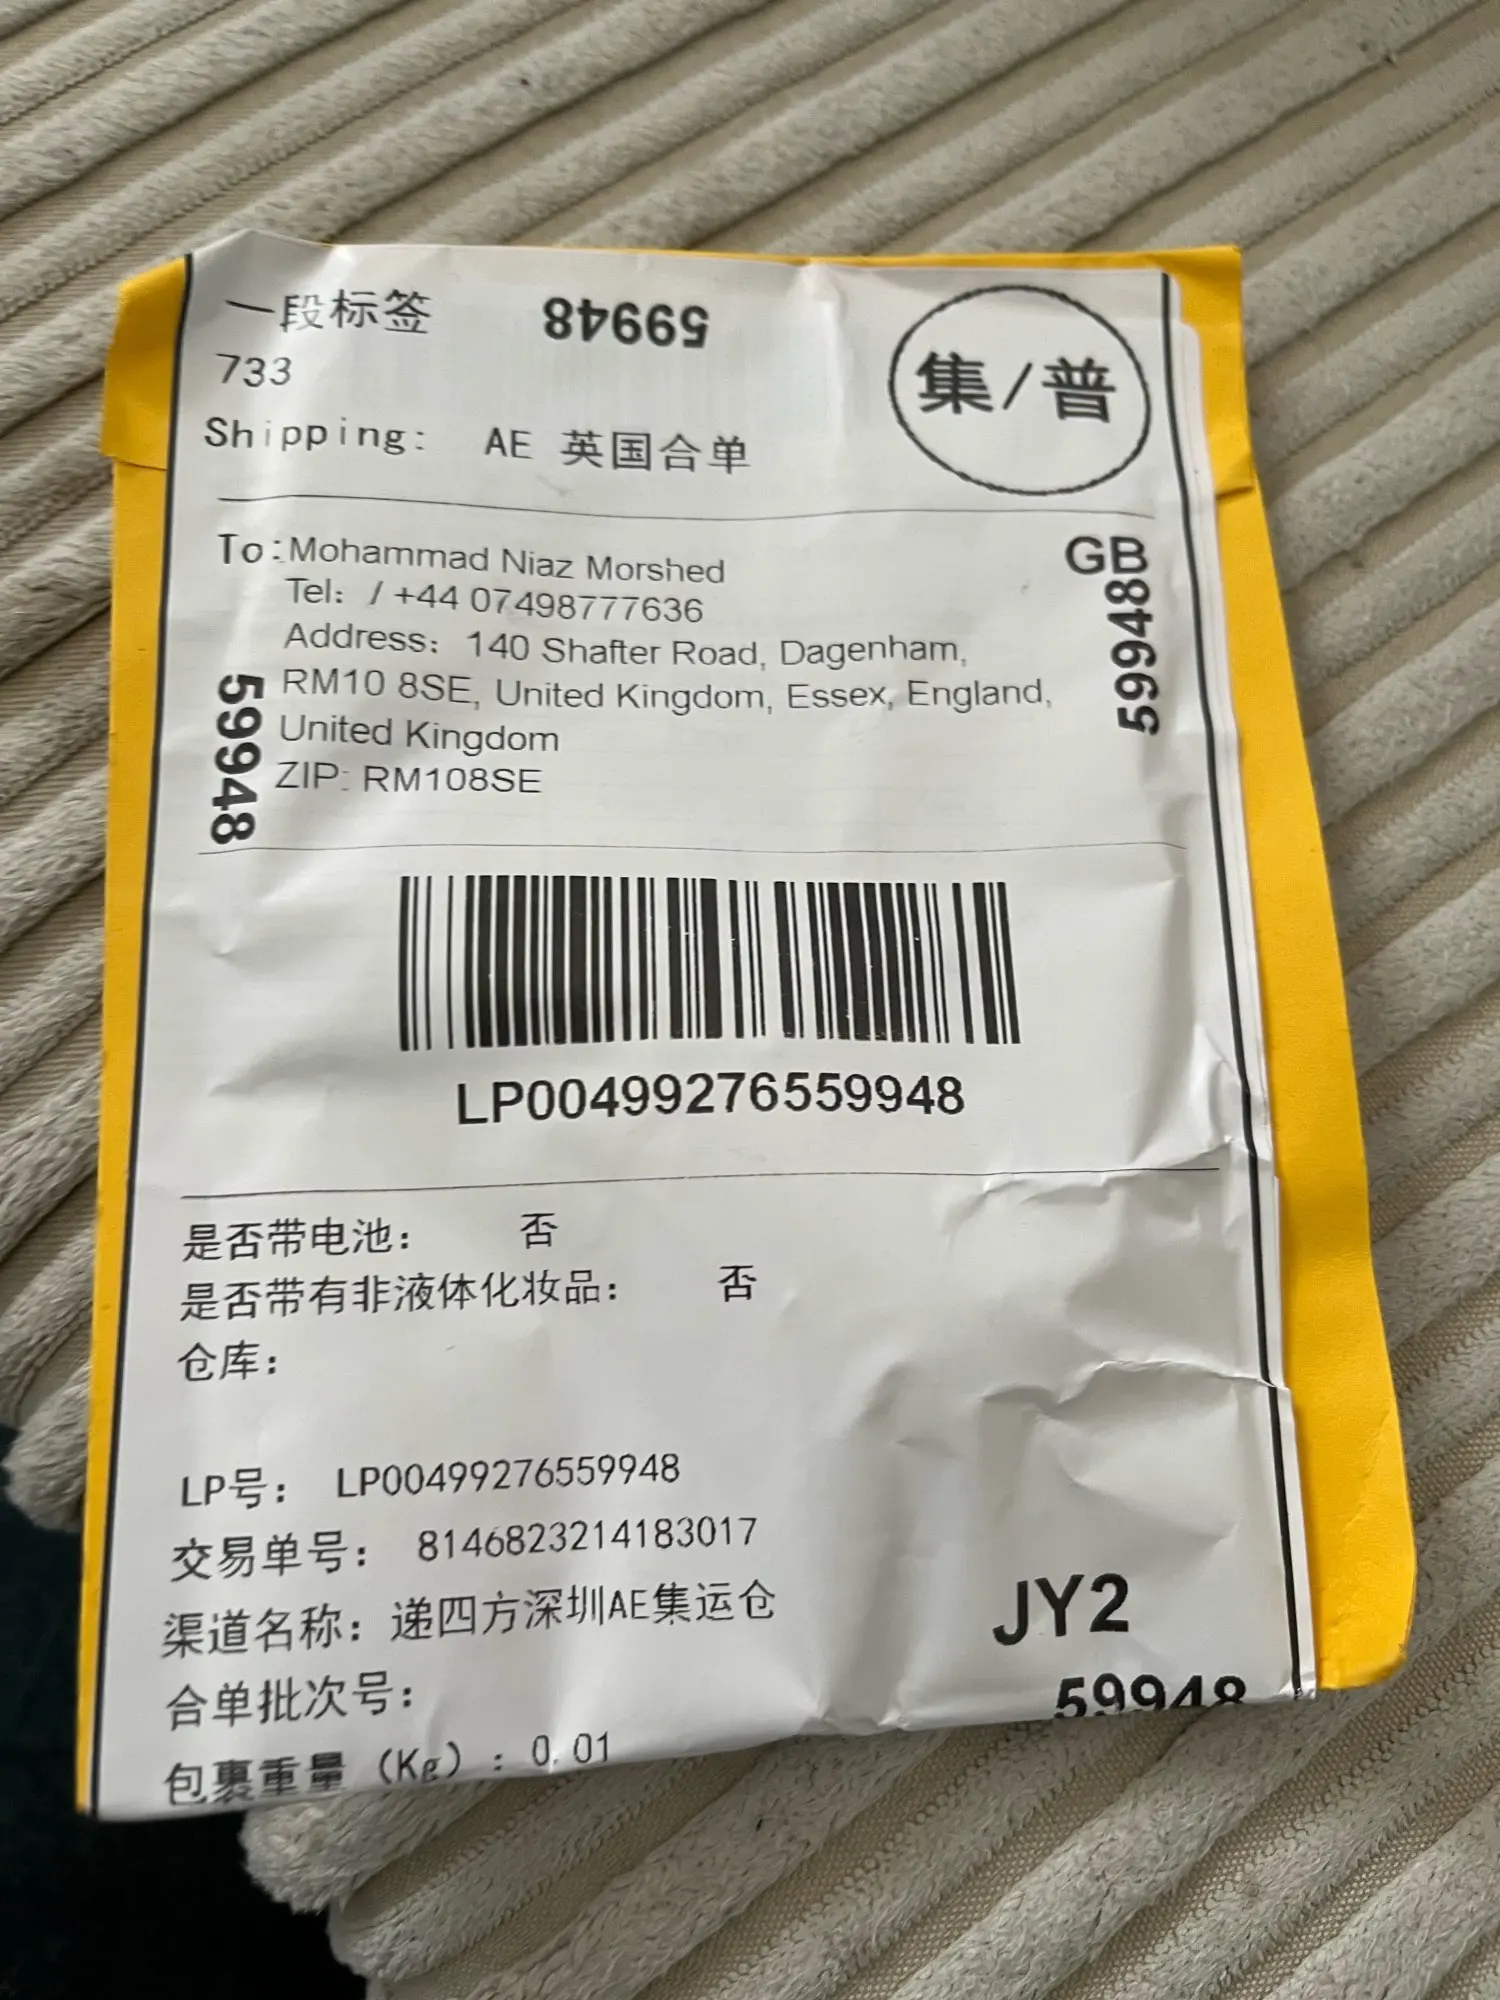 一段标签
59948
集/普
733
Shipping: AE 英国合单
To:Mohammad Niaz Morshed
GB
Tel: / +44 07498777636
Address: 140 Shafter Road, Dagenham,
RM10 8SE, United Kingdom, Essex, England,
United Kingdom
ZIP: RM108SE
59948
59948
LP00499276559948
是否带电池: 否
是否带有非液体化妆品: 否
仓库:
LP号: LP00499276559948
交易单号: 8146823214183017
渠道名称: 递四方深圳AE集运仓
JY2
合单批次号:
59948
包裹重量 (Kg) : 0.01